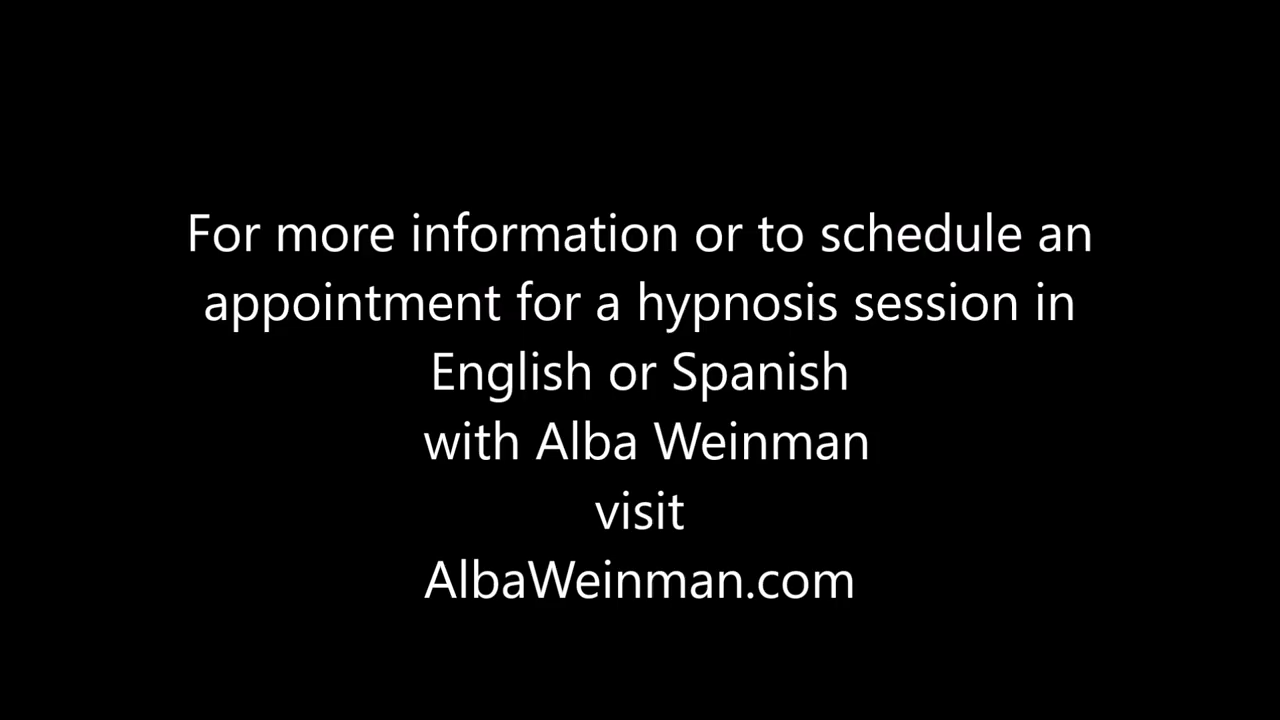 For more information or to schedule an
appointment for a hypnosis session in
English or Spanish
with Alba Weinman
visit
AlbaWeinman.com